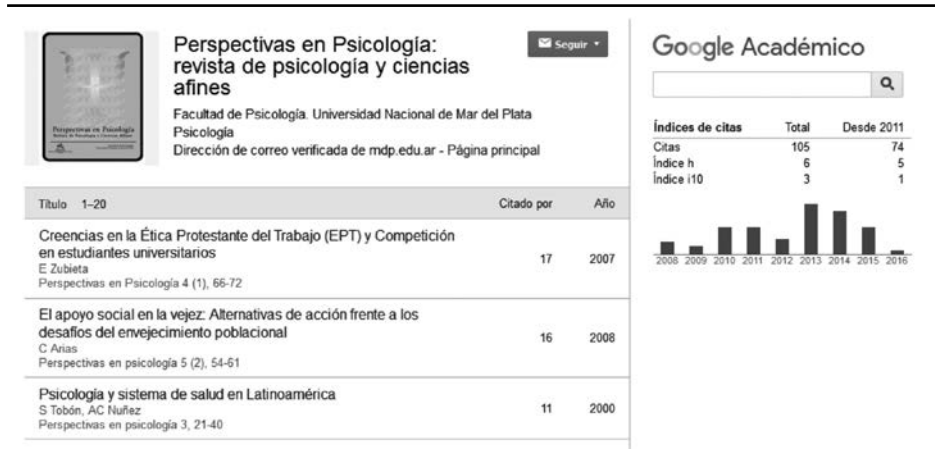 Perspectivas en Psicología:
revista de psicología y ciencias
afines
Facultad de Psicología. Universidad Nacional de Mar del Plata
Psicología
Dirección de correo verificada de mdp.edu.ar - Página principal
Seguir
Perspectivas en Psicología
Título 1–20 Citado por Año
Creencias en la Ética Protestante del Trabajo (EPT) y Competición
en estudiantes universitarios
E Zubieta
Perspectivas en Psicología 4 (1), 66-72
17 2007
El apoyo social en la vejez: Alternativas de acción frente a los
desafíos del envejecimiento poblacional
C Arias
Perspectivas en psicología 5 (2), 54-61
16 2008
Psicología y sistema de salud en Latinoamérica
S Tobón, AC Nuñez
Perspectivas en psicología 3, 21-40
11 2000
Google Académico
Índices de citas Total Desde 2011
Citas 105 74
Índice h 6 5
Índice i10 3 1
2008 2009 2010 2011 2012 2013 2014 2015 2016